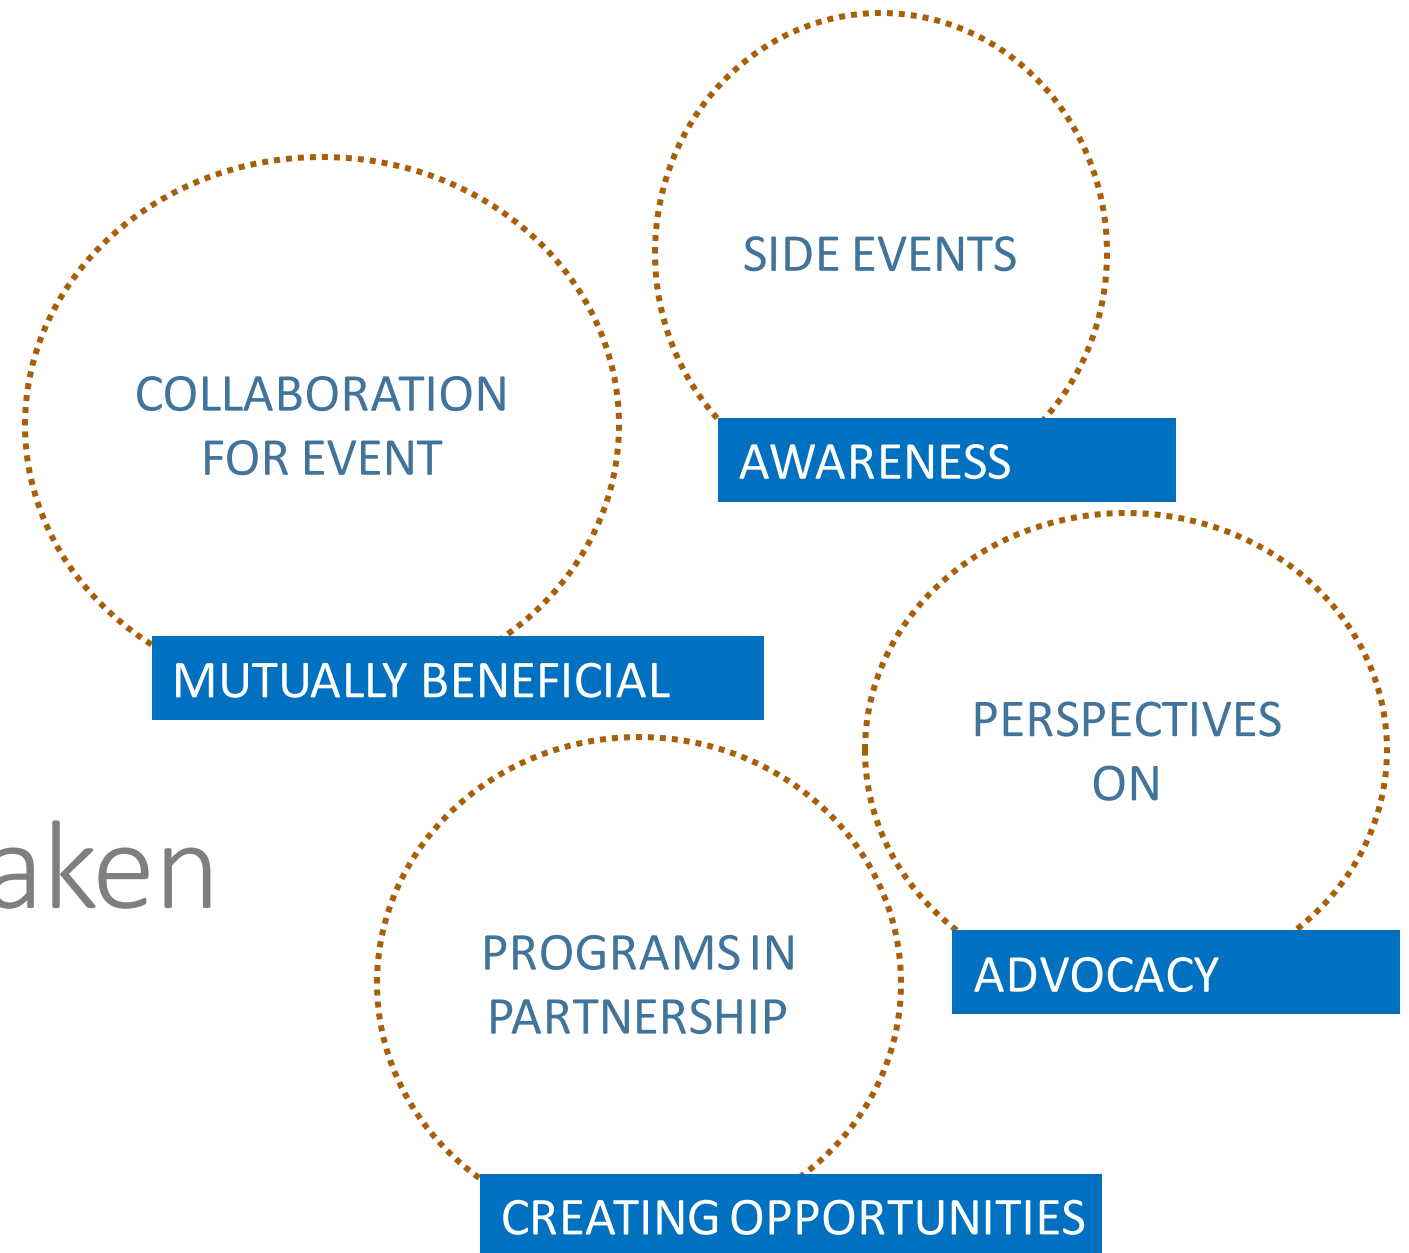 SIDE EVENTS
AWARENESS
COLLABORATION
FOR EVENT
MUTUALLY BENEFICIAL
PERSPECTIVES
ON
ADVOCACY
aken
PROGRAMS IN
PARTNERSHIP
CREATING OPPORTUNITIES